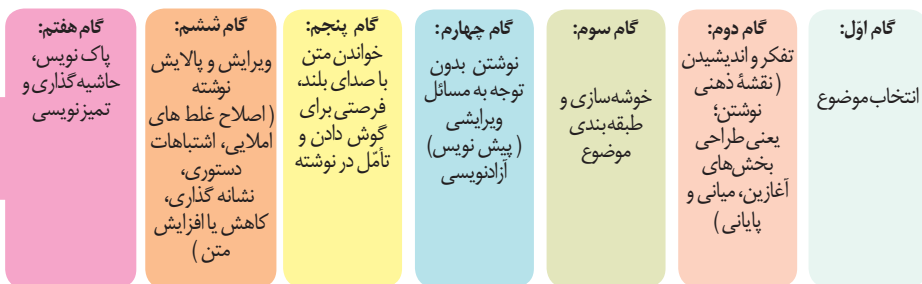 گام اوّل:
انتخاب موضوع
گام دوم:
تفکر و اندیشیدن
( نقشهٔ ذهنی
نوشتن؛
یعنی طراحی
بخش‌های
آغازین، میانی و
پایانی )
گام سوم:
خوشه‌سازی و
طبقه‌بندی
موضوع
گام چهارم:
نوشتن بدون
توجه به مسائل
ویرایشی
( پیش نویس)
آزادنویسی
گام پنجم:
خواندن متن
با صدای بلند،
فرصتی برای
گوش دادن و
تأمّل در نوشته
گام ششم:
ویرایش و پالایش
نوشته
( اصلاح غلط های
املایی، اشتباهات
دستوری،
نشانه گذاری،
کاهش یا افزایش
متن )
گام هفتم:
پاک نویس،
حاشیه‌گذاری و
تمیزنویسی